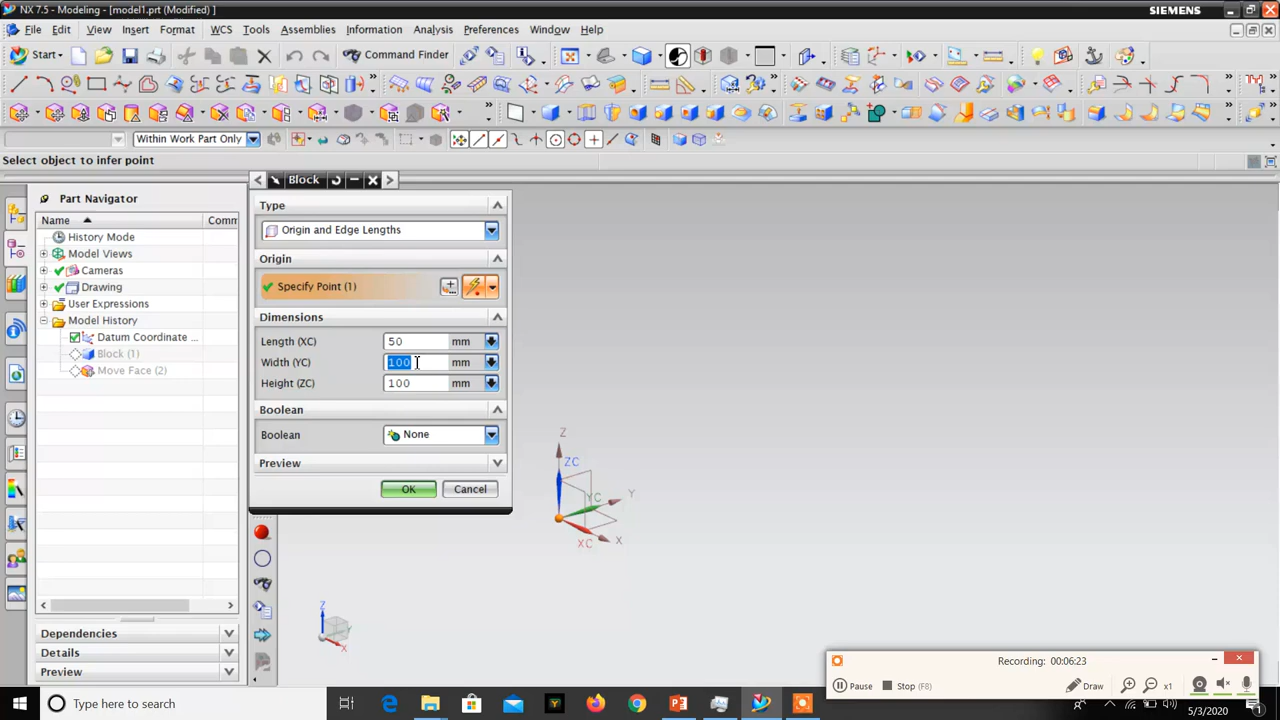 NX 7.5 - Modeling - [model1.prt (Modified) ]
SIEMENS
File Edit View Insert Format WCS Tools Assemblies Information Analysis Preferences Window Help
Start
Command Finder
Within Work Part Only
Select object to infer point
Part Navigator
Name
Comm
History Mode
Model Views
Cameras
Drawing
User Expressions
Model History
Datum Coordinate ...
Block (1)
Move Face (2)
Dependencies
Details
Preview
Block
Type
Origin and Edge Lengths
Origin
Specify Point (1)
Dimensions
Length (XC) 50 mm
Width (YC) 100 mm
Height (ZC) 100 mm
Boolean
Boolean None
Preview
OK Cancel
Z
ZC
YC
Y
XC
X
Z
X
Recording: 00:06:23
Pause Stop (F8) x1 Draw
Type here to search
5/3/2020